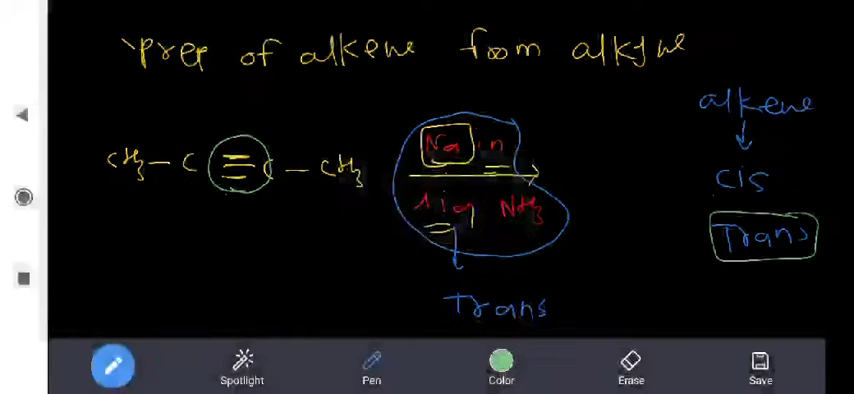 prep of alkene from alkyne
alkene
CH3 - C ≡ C - CH3
Na in
liq NH3
cis
Trans
Trans
Spotlight
Pen
Color
Erase
Save